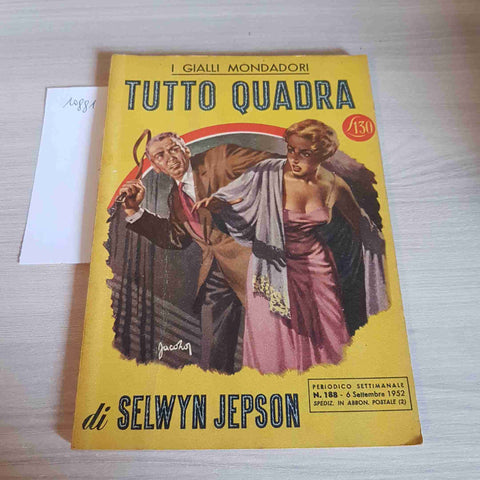 I GIALLI MONDADORI
TUTTO QUADRA
£130
Jacono
PERIODICO SETTIMANALE
N. 188 - 6 Settembre 1952
SPEDIZ. IN ABBON. POSTALE (2)
di SELWYN JEPSON